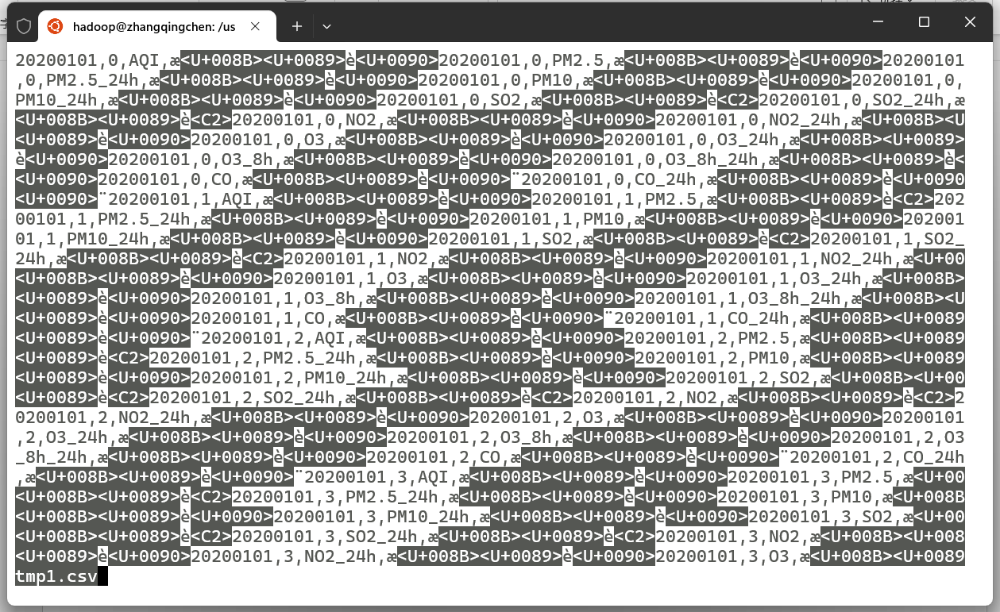 hadoop@zhangqingchen: /us
20200101,0,AQI,æ<U+008B><U+0089>è<U+0090>20200101,0,PM2.5,æ<U+008B><U+0089>è<U+0090>20200101
,0,PM2.5_24h,æ<U+008B><U+0089>è<U+0090>20200101,0,PM10,æ<U+008B><U+0089>è<U+0090>20200101,0,
PM10_24h,æ<U+008B><U+0089>è<U+0090>20200101,0,SO2,æ<U+008B><U+0089>è<C2>20200101,0,SO2_24h,æ
<U+008B><U+0089>è<C2>20200101,0,NO2,æ<U+008B><U+0089>è<U+0090>20200101,0,NO2_24h,æ<U+008B><U
<U+0089>è<U+0090>20200101,0,O3,æ<U+008B><U+0089>è<U+0090>20200101,0,O3_24h,æ<U+008B><U+0089>
è<U+0090>20200101,0,O3_8h,æ<U+008B><U+0089>è<U+0090>20200101,0,O3_8h_24h,æ<U+008B><U+0089>è<
<U+0090>20200101,0,CO,æ<U+008B><U+0089>è<U+0090>¨20200101,0,CO_24h,æ<U+008B><U+0089>è<U+0090
<U+0090>¨20200101,1,AQI,æ<U+008B><U+0089>è<U+0090>20200101,1,PM2.5,æ<U+008B><U+0089>è<C2>202
00101,1,PM2.5_24h,æ<U+008B><U+0089>è<U+0090>20200101,1,PM10,æ<U+008B><U+0089>è<U+0090>202001
01,1,PM10_24h,æ<U+008B><U+0089>è<U+0090>20200101,1,SO2,æ<U+008B><U+0089>è<C2>20200101,1,SO2_
24h,æ<U+008B><U+0089>è<C2>20200101,1,NO2,æ<U+008B><U+0089>è<U+0090>20200101,1,NO2_24h,æ<U+00
<U+008B><U+0089>è<U+0090>20200101,1,O3,æ<U+008B><U+0089>è<U+0090>20200101,1,O3_24h,æ<U+008B>
<U+0089>è<U+0090>20200101,1,O3_8h,æ<U+008B><U+0089>è<U+0090>20200101,1,O3_8h_24h,æ<U+008B><U
<U+0089>è<U+0090>20200101,1,CO,æ<U+008B><U+0089>è<U+0090>¨20200101,1,CO_24h,æ<U+008B><U+0089
<U+0089>è<U+0090>¨20200101,2,AQI,æ<U+008B><U+0089>è<U+0090>20200101,2,PM2.5,æ<U+008B><U+0089
<U+0089>è<C2>20200101,2,PM2.5_24h,æ<U+008B><U+0089>è<U+0090>20200101,2,PM10,æ<U+008B><U+0089
<U+0089>è<U+0090>20200101,2,PM10_24h,æ<U+008B><U+0089>è<U+0090>20200101,2,SO2,æ<U+008B><U+00
<U+0089>è<C2>20200101,2,SO2_24h,æ<U+008B><U+0089>è<C2>20200101,2,NO2,æ<U+008B><U+0089>è<C2>2
0200101,2,NO2_24h,æ<U+008B><U+0089>è<U+0090>20200101,2,O3,æ<U+008B><U+0089>è<U+0090>20200101
,2,O3_24h,æ<U+008B><U+0089>è<U+0090>20200101,2,O3_8h,æ<U+008B><U+0089>è<U+0090>20200101,2,O3
_8h_24h,æ<U+008B><U+0089>è<U+0090>20200101,2,CO,æ<U+008B><U+0089>è<U+0090>¨20200101,2,CO_24h
,æ<U+008B><U+0089>è<U+0090>¨20200101,3,AQI,æ<U+008B><U+0089>è<U+0090>20200101,3,PM2.5,æ<U+00
<U+008B><U+0089>è<C2>20200101,3,PM2.5_24h,æ<U+008B><U+0089>è<U+0090>20200101,3,PM10,æ<U+008B
<U+008B><U+0089>è<U+0090>20200101,3,PM10_24h,æ<U+008B><U+0089>è<U+0090>20200101,3,SO2,æ<U+00
<U+008B><U+0089>è<C2>20200101,3,SO2_24h,æ<U+008B><U+0089>è<C2>20200101,3,NO2,æ<U+008B><U+008
<U+0089>è<U+0090>20200101,3,NO2_24h,æ<U+008B><U+0089>è<U+0090>20200101,3,O3,æ<U+008B><U+0089
tmp1.csv